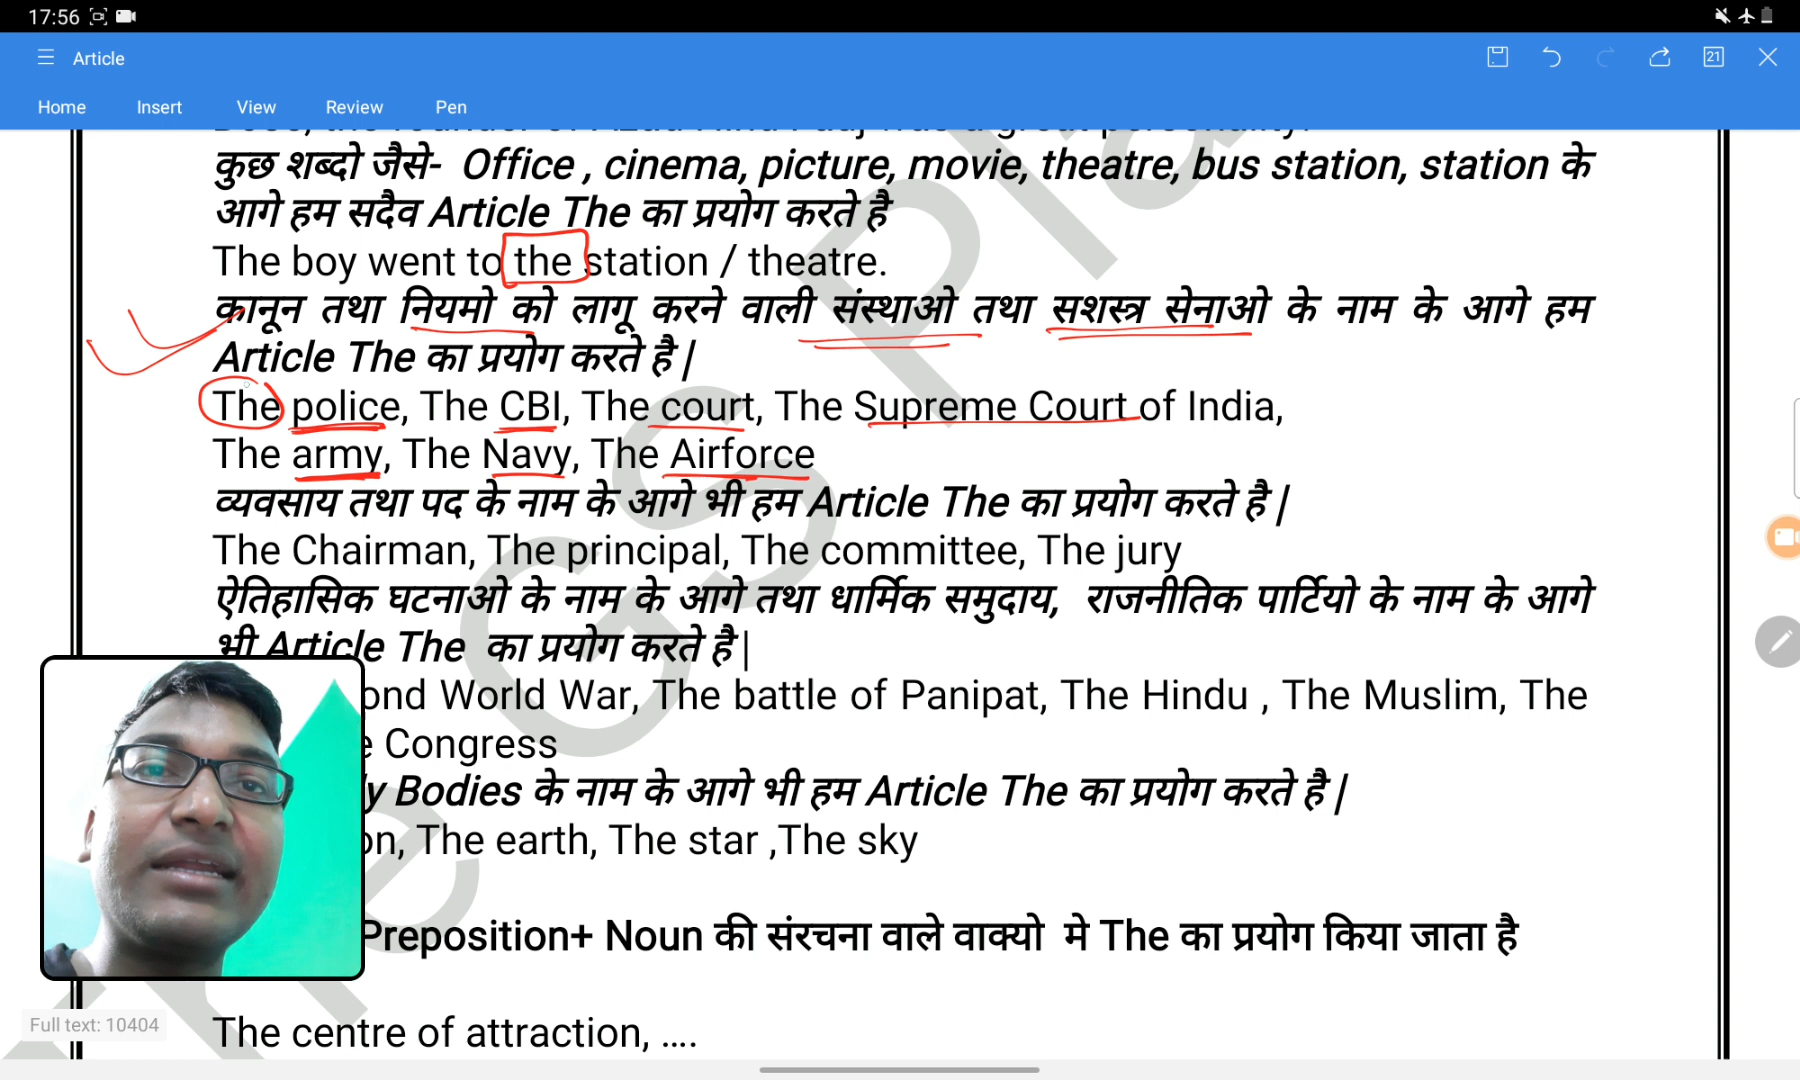 17:56
Article
21
Home Insert View Review Pen
कुछ शब्दो जैसे- Office , cinema, picture, movie, theatre, bus station, station के
आगे हम सदैव Article The का प्रयोग करते है
The boy went to the station / theatre.
कानून तथा नियमो को लागू करने वाली संस्थाओ तथा सशस्त्र सेनाओ के नाम के आगे हम
Article The का प्रयोग करते है |
The police, The CBI, The court, The Supreme Court of India,
The army, The Navy, The Airforce
व्यवसाय तथा पद के नाम के आगे भी हम Article The का प्रयोग करते है |
The Chairman, The principal, The committee, The jury
ऐतिहासिक घटनाओ के नाम के आगे तथा धार्मिक समुदाय, राजनीतिक पार्टियो के नाम के आगे
भी Article The का प्रयोग करते है |
ond World War, The battle of Panipat, The Hindu , The Muslim, The
e Congress
y Bodies के नाम के आगे भी हम Article The का प्रयोग करते है |
on, The earth, The star ,The sky
Preposition+ Noun की संरचना वाले वाक्यो मे The का प्रयोग किया जाता है
The centre of attraction, ....
Full text: 10404
The GS Pla